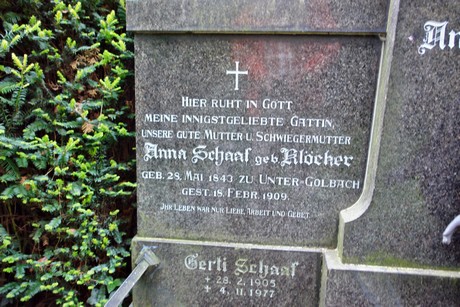 Hier ruht in Gott
meine innigstgeliebte Gattin,
unsere gute Mutter u. Schwiegermutter
Anna Schaaf geb. Klöcker
geb. 28. Mai 1843 zu Unter-Golbach
gest. 18. Febr. 1909.
Ihr Leben war nur Liebe, Arbeit und Gebet.
Gerti Schaaf
* 28. 2. 1905
+ 4. 11. 1977
An
A